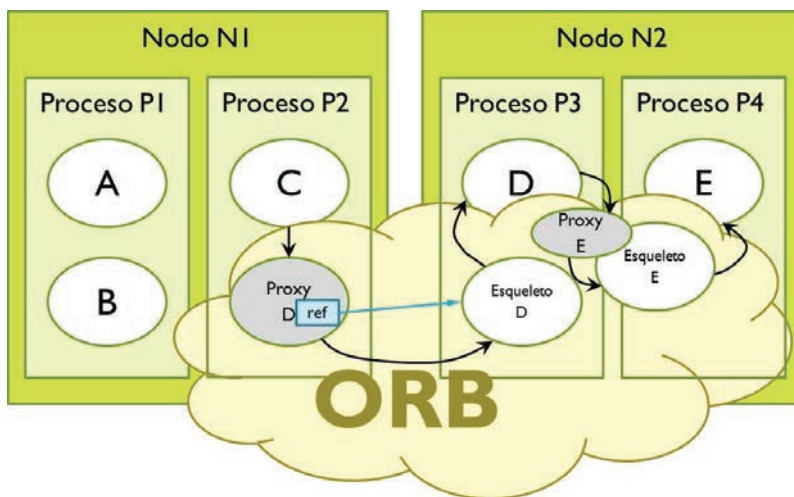 Nodo N1
Nodo N2
Proceso P1
Proceso P2
Proceso P3
Proceso P4
A
C
D
E
Proxy
E
B
Proxy
D
ref
Esqueleto
D
Esqueleto
E
ORB